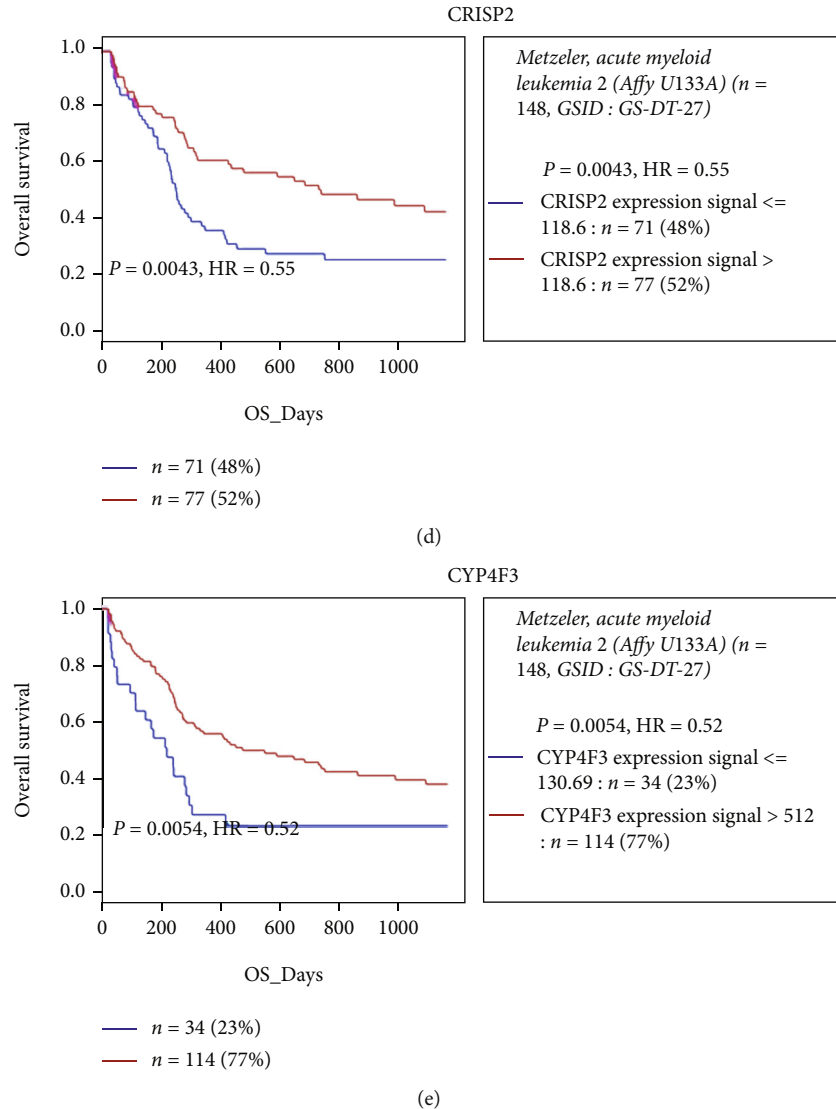 CRISP2
Overall survival
1.0
0.8
0.6
0.4
0.2
0.0
P = 0.0043, HR = 0.55
0 200 400 600 800 1000
OS_Days
n = 71 (48%)
n = 77 (52%)
Metzeler, acute myeloid
leukemia 2 (Affy U133A) (n =
148, GSID : GS-DT-27)
P = 0.0043, HR = 0.55
CRISP2 expression signal <=
118.6 : n = 71 (48%)
CRISP2 expression signal >
118.6 : n = 77 (52%)
(d)
CYP4F3
Overall survival
1.0
0.8
0.6
0.4
0.2
0.0
P = 0.0054, HR = 0.52
0 200 400 600 800 1000
OS_Days
n = 34 (23%)
n = 114 (77%)
Metzeler, acute myeloid
leukemia 2 (Affy U133A) (n =
148, GSID : GS-DT-27)
P = 0.0054, HR = 0.52
CYP4F3 expression signal <=
130.69 : n = 34 (23%)
CYP4F3 expression signal > 512
: n = 114 (77%)
(e)